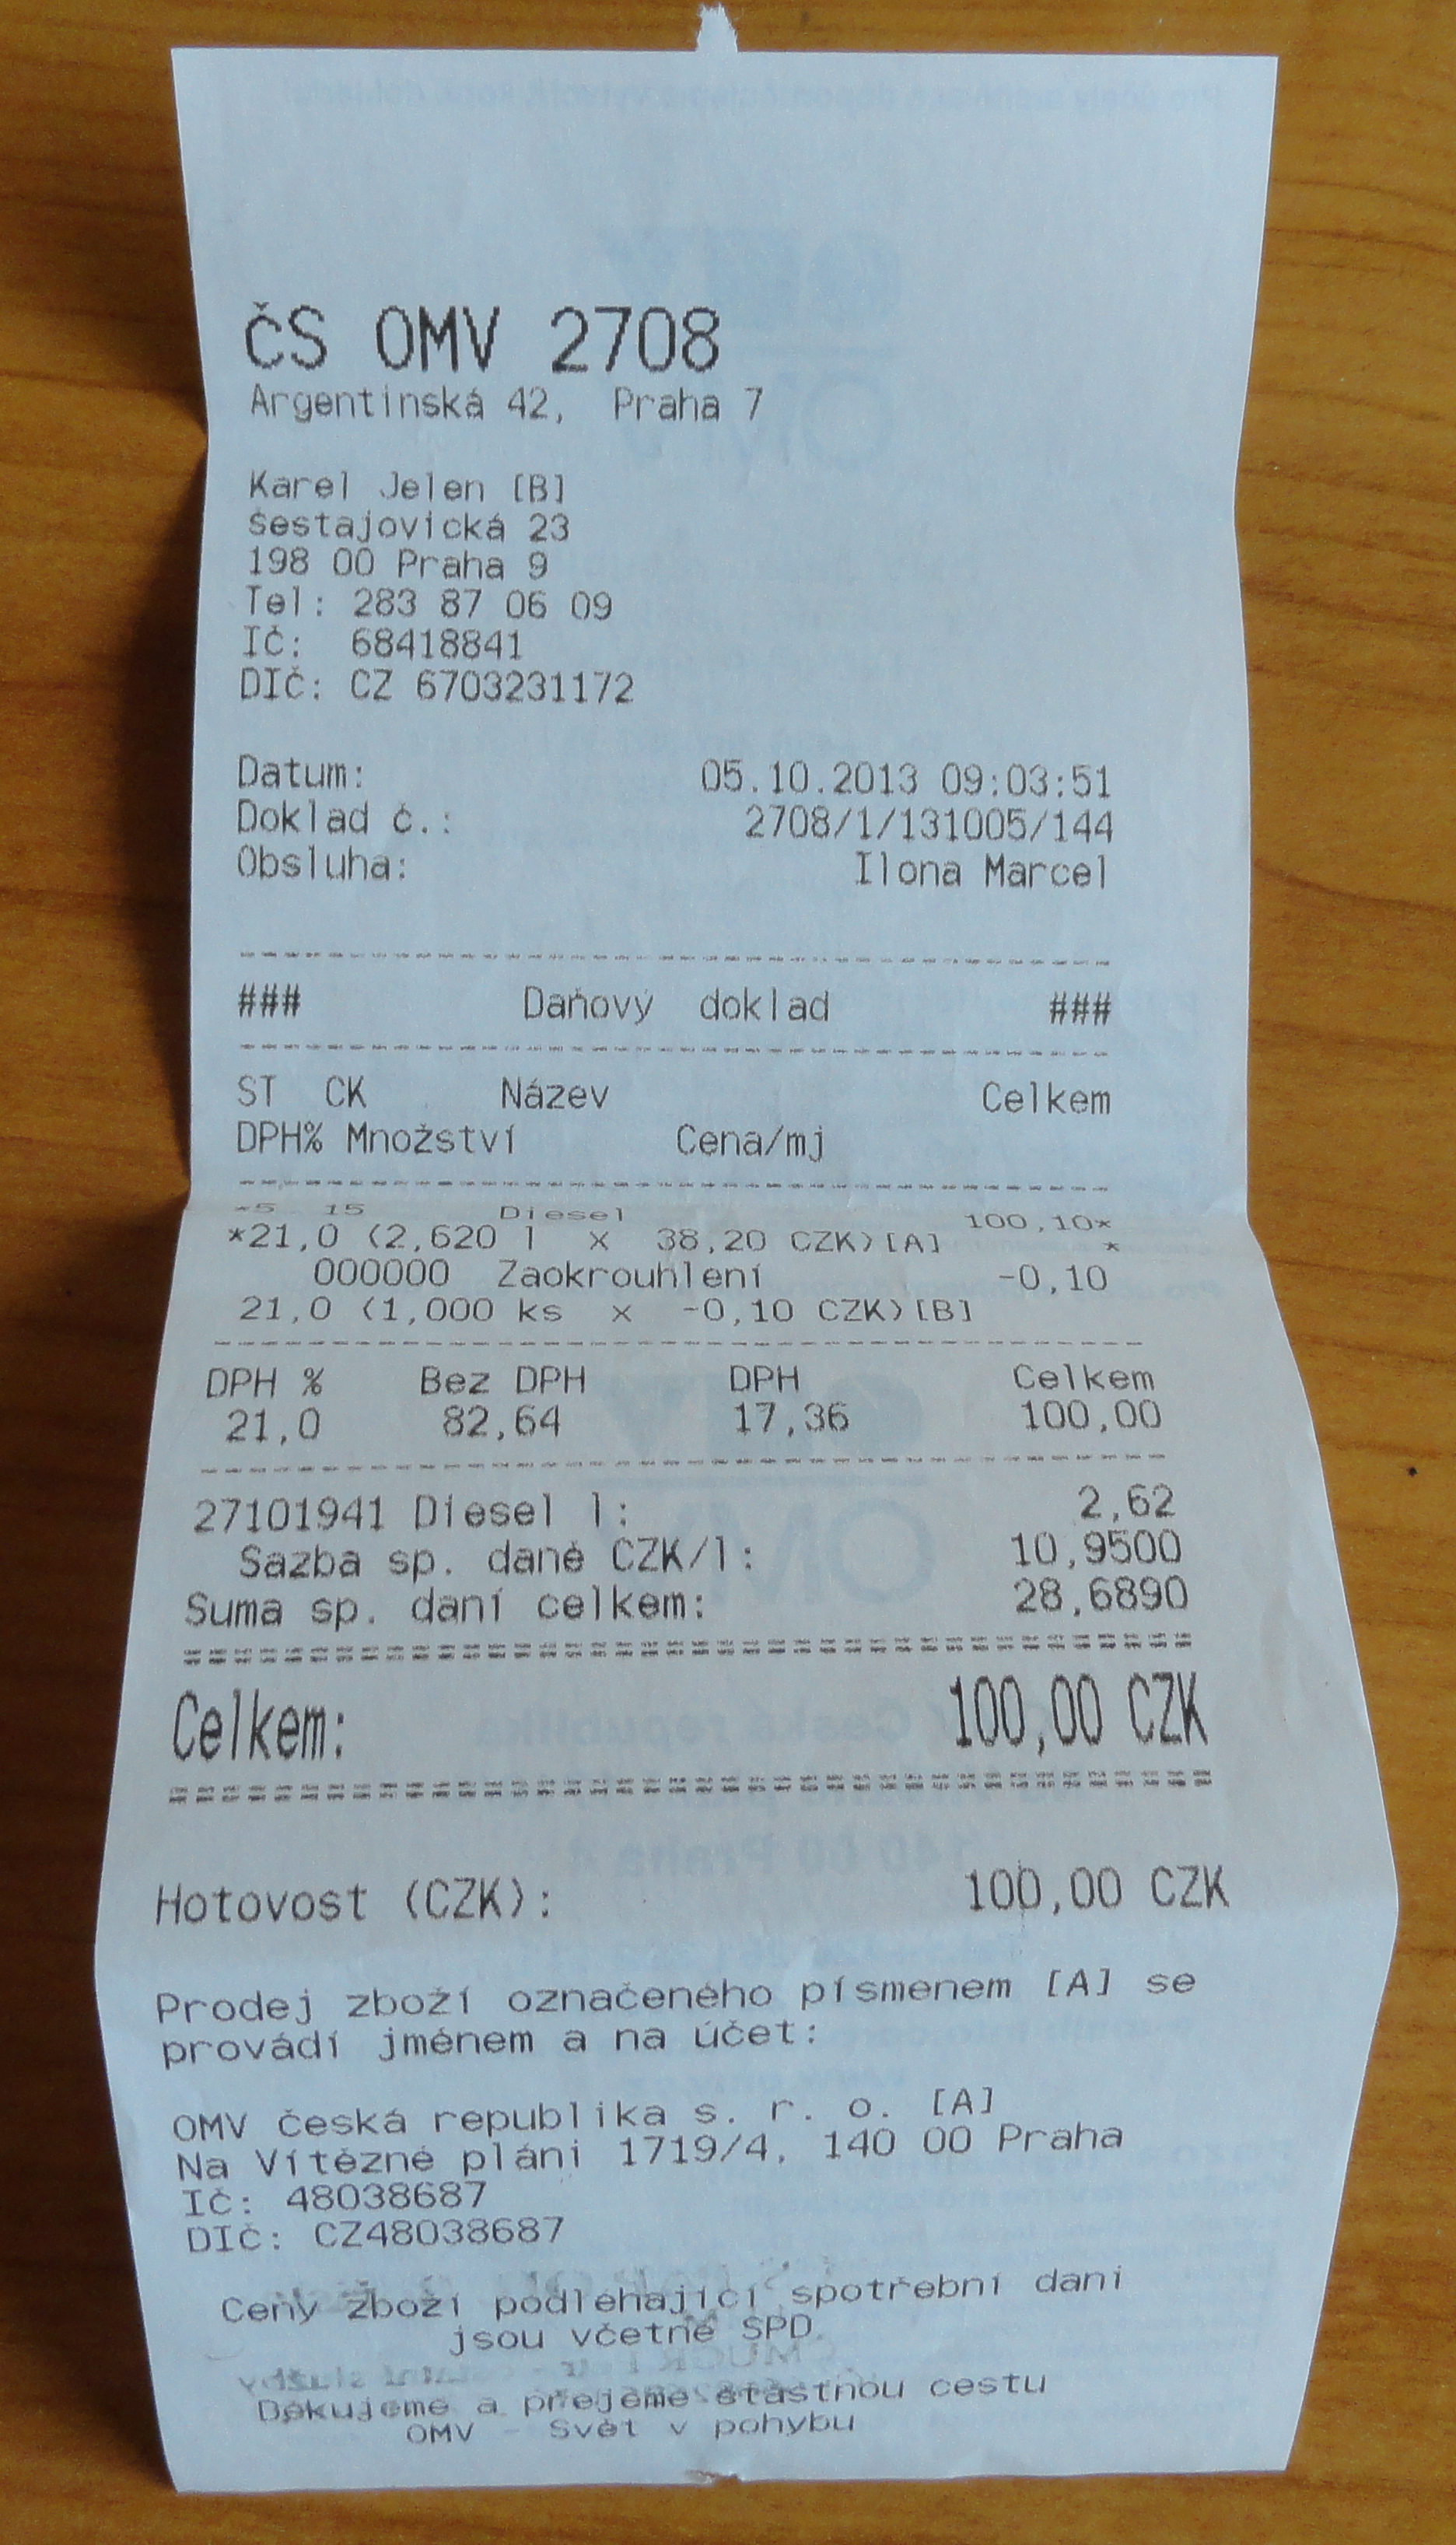 ČS OMV 2708
Argentinská 42, Praha 7
Karel Jelen [B]
Šestajovická 23
198 00 Praha 9
Tel: 283 87 06 09
IČ: 68418841
DIČ: CZ 6703231172
Datum: 05.10.2013 09:03:51
Doklad č.: 2708/1/131005/144
Obsluha: Ilona Marcel
### Daňový doklad ###
ST CK Název Celkem
DPH% Množství Cena/mj
*5 15 Diesel 100,10*
*21,0 (2,620 l x 38,20 CZK)[A] *
000000 Zaokrouhlení -0,10
21,0 (1,000 ks x -0,10 CZK)[B]
DPH % Bez DPH DPH Celkem
21,0 82,64 17,36 100,00
27101941 Diesel l: 2,62
Sazba sp. daně CZK/l: 10,9500
Suma sp. daní celkem: 28,6890
Celkem: 100,00 CZK
Hotovost (CZK): 100,00 CZK
Prodej zboží označeného písmenem [A] se
provádí jménem a na účet:
OMV Česká republika s. r. o. [A]
Na Vítězné pláni 1719/4, 140 00 Praha
IČ: 48038687
DIČ: CZ48038687
Ceny zboží podléhající spotřební dani
jsou včetně SPD.
Děkujeme a přejeme šťastnou cestu
OMV - Svět v pohybu